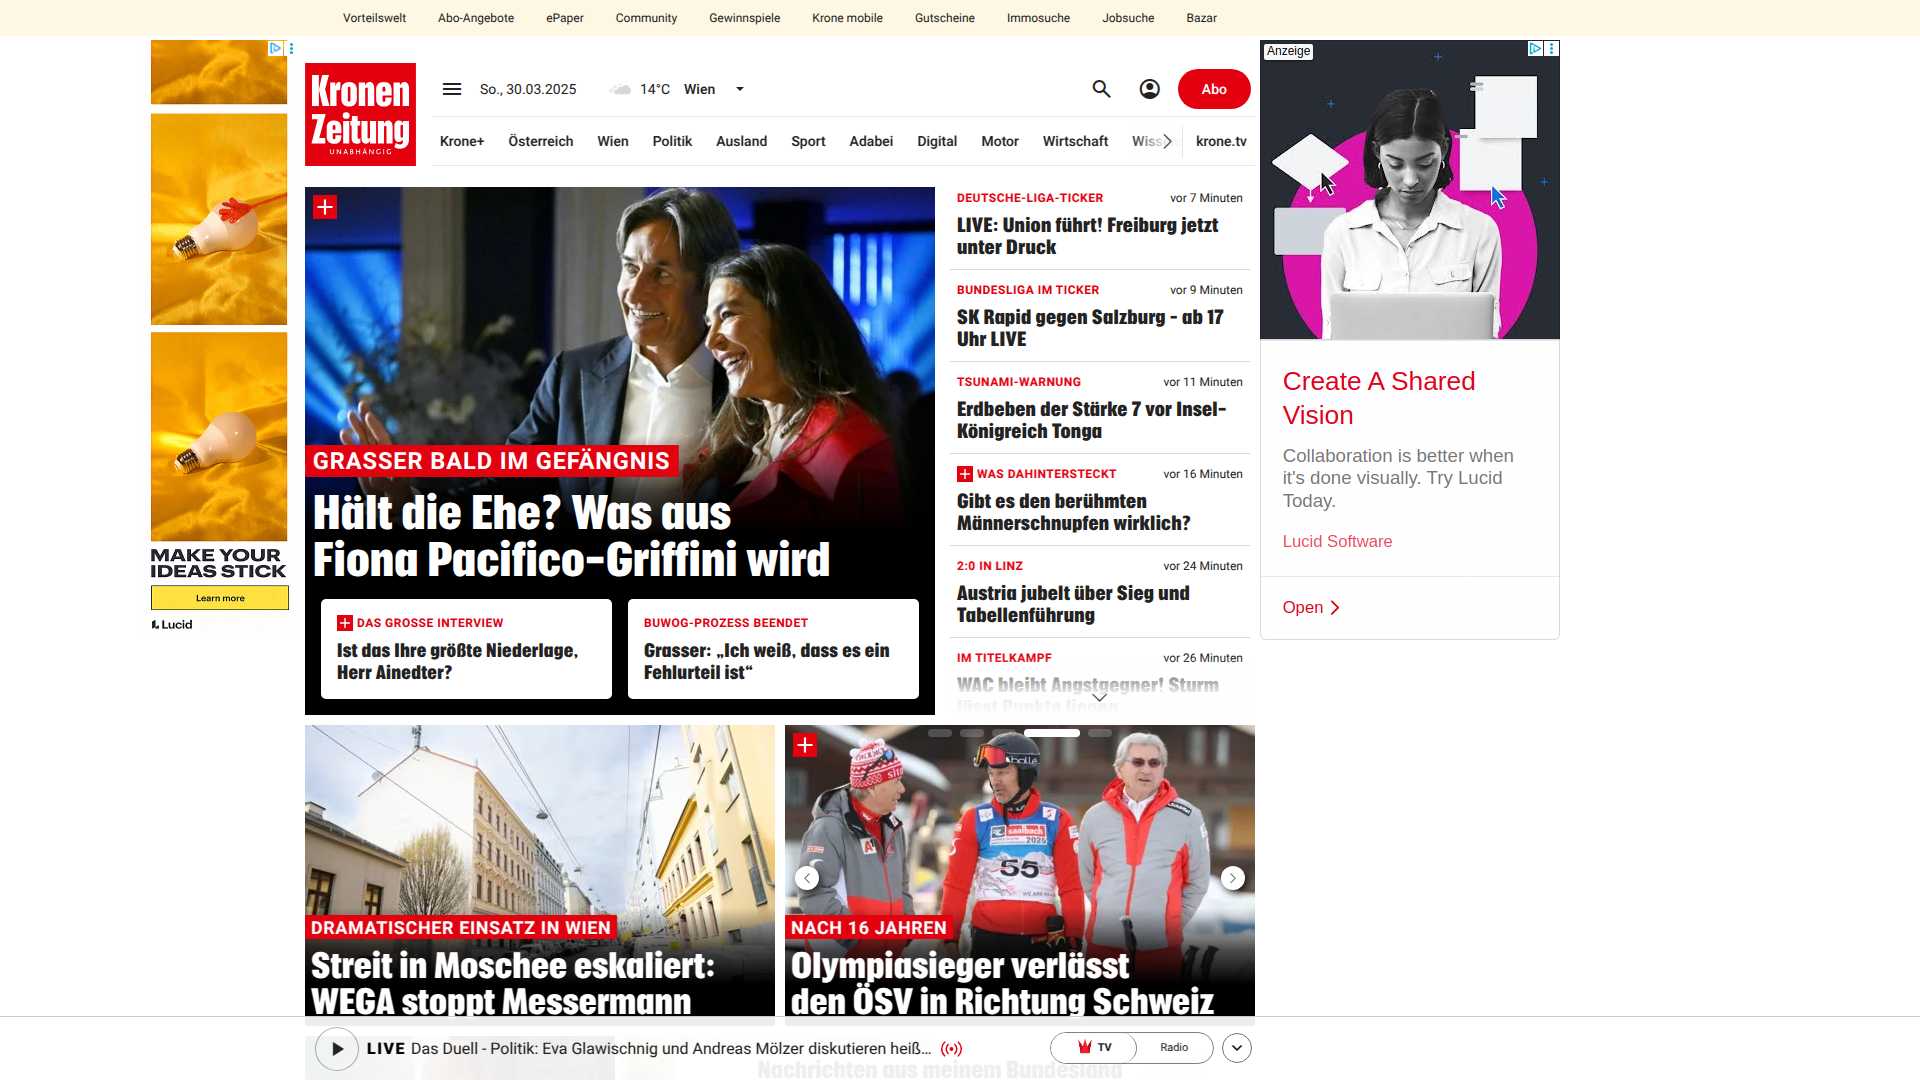 Vorteilswelt Abo-Angebote ePaper Community Gewinnspiele Krone mobile Gutscheine Immosuche Jobsuche Bazar
Kronen
Zeitung
UNABHÄNGIG
So., 30.03.2025 14°C Wien
Abo
Krone+ Österreich Wien Politik Ausland Sport Adabei Digital Motor Wirtschaft Wiss krone.tv
GRASSER BALD IM GEFÄNGNIS
Hält die Ehe? Was aus
Fiona Pacifico-Griffini wird
DAS GROSSE INTERVIEW
Ist das Ihre größte Niederlage,
Herr Ainedter?
BUWOG-PROZESS BEENDET
Grasser: „Ich weiß, dass es ein
Fehlurteil ist“
DEUTSCHE-LIGA-TICKER vor 7 Minuten
LIVE: Union führt! Freiburg jetzt
unter Druck
BUNDESLIGA IM TICKER vor 9 Minuten
SK Rapid gegen Salzburg – ab 17
Uhr LIVE
TSUNAMI-WARNUNG vor 11 Minuten
Erdbeben der Stärke 7 vor Insel-
Königreich Tonga
WAS DAHINTERSTECKT vor 16 Minuten
Gibt es den berühmten
Männerschnupfen wirklich?
2:0 IN LINZ vor 24 Minuten
Austria jubelt über Sieg und
Tabellenführung
IM TITELKAMPF vor 26 Minuten
WAC bleibt Angstgegner! Sturm
lässt Punkte liegen
MAKE YOUR
IDEAS STICK
Learn more
Lucid
Anzeige
Create A Shared
Vision
Collaboration is better when
it's done visually. Try Lucid
Today.
Lucid Software
Open
DRAMATISCHER EINSATZ IN WIEN
Streit in Moschee eskaliert:
WEGA stoppt Messermann
bollé
saalbach
2025
55
NACH 16 JAHREN
Olympiasieger verlässt
den ÖSV in Richtung Schweiz
LIVE Das Duell - Politik: Eva Glawischnig und Andreas Mölzer diskutieren heiß...
TV Radio
Nachrichten aus meinem Bundesland